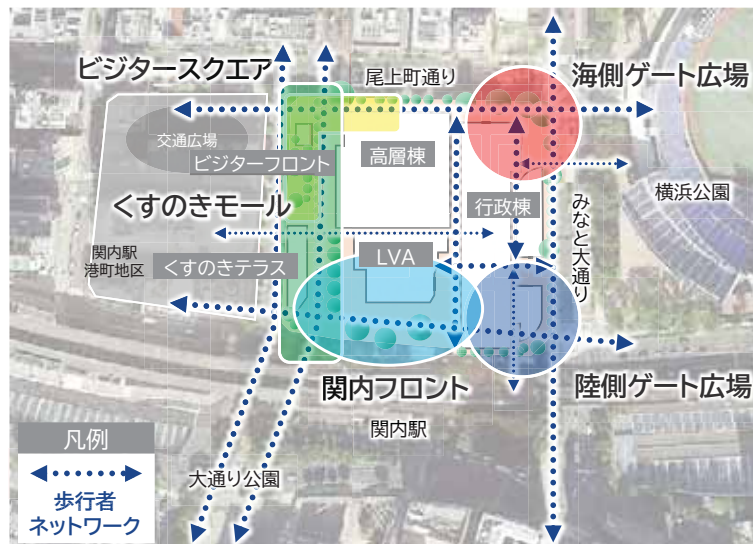 ビジタースクエア
尾上町通り
海側ゲート広場
交通広場
ビジターフロント
高層棟
横浜公園
くすのきモール
行政棟
みなと大通り
関内駅
港町地区
くすのきテラス
LVA
関内フロント
陸側ゲート広場
関内駅
凡例
大通り公園
歩行者
ネットワーク